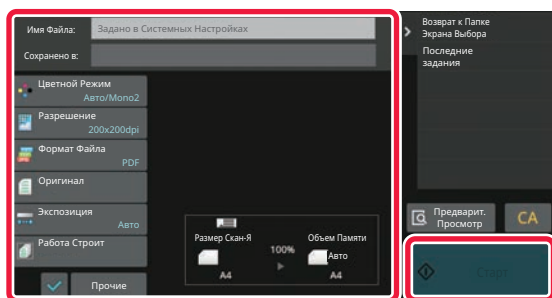 Имя Файла:
Задано в Системных Настройках
Сохранено в:
Цветной Режим
Авто/Mono2
Разрешение
200x200dpi
Формат Файла
PDF
Оригинал
Экспозиция
Авто
Работа Строит
Прочие
Размер Скан-Я
100%
Объем Памяти
Авто
A4
A4
Возврат к Папке
Экрана Выбора
Последние
задания
Предварит.
Просмотр
CA
Старт